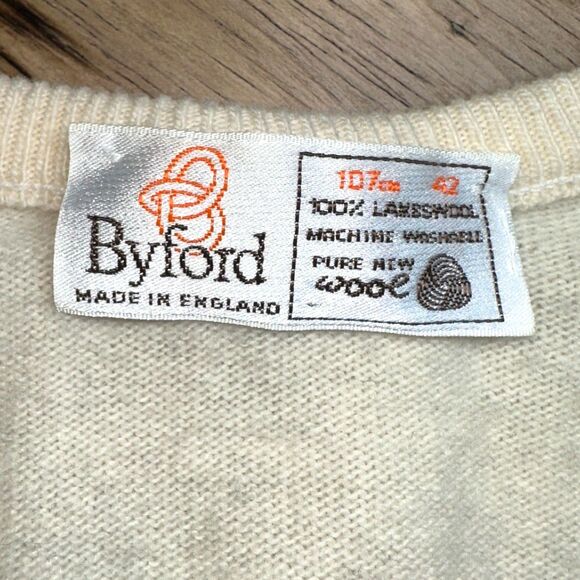 Byford
MADE IN ENGLAND
107cm 42
100% LAMBSWOOL
MACHINE WASHABLE
PURE NEW
WOOL